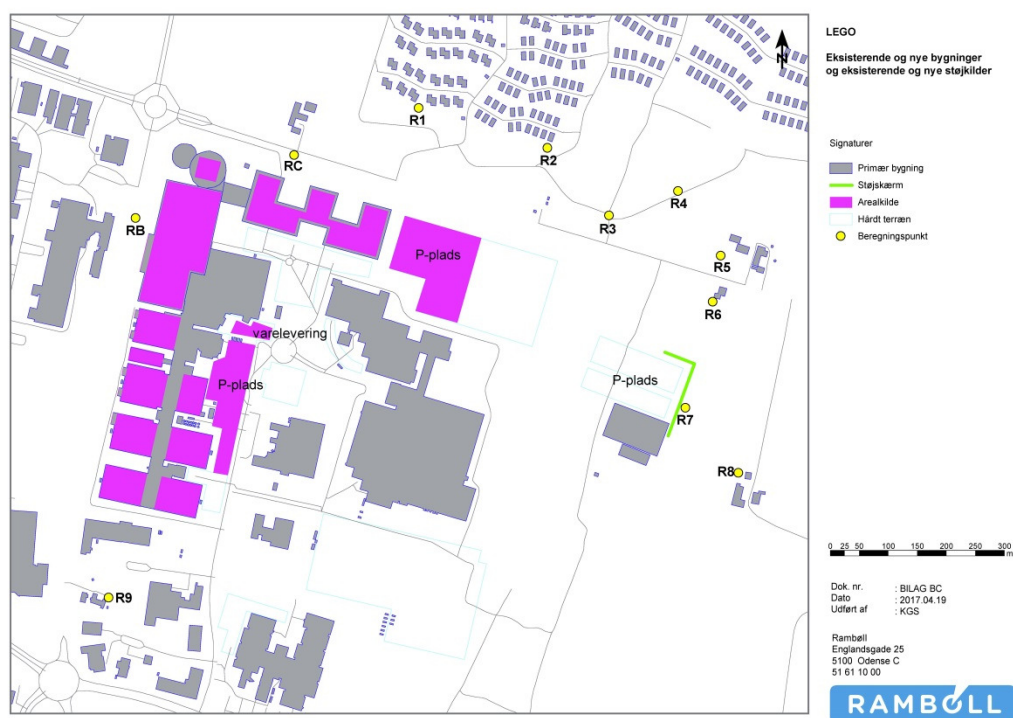 R1
R2
RC
R4
RB
R3
P-plads
R5
R6
varelevering
P-plads
P-plads
R7
R8
R9
N
LEGO
Eksisterende og nye bygninger
og eksisterende og nye støjkilder
Signaturer
Primær bygning
Støjskærm
Arealkilde
Hårdt terræn
Beregningspunkt
0 25 50 100 150 200 250 300
m
Dok. nr. : BILAG BC
Dato : 2017.04.19
Udført af : KGS
Rambøll
Englandsgade 25
5100 Odense C
51 61 10 00
RAMBOLL